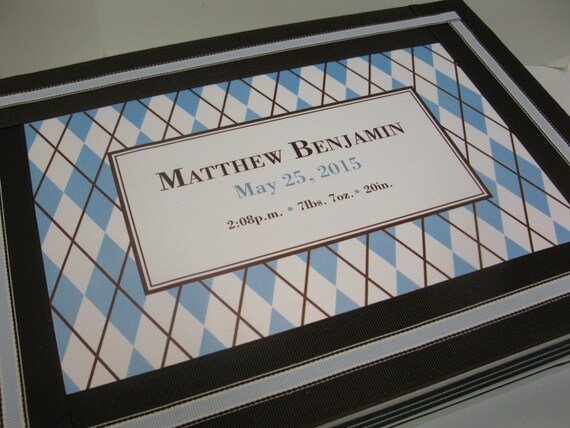 Matthew Benjamin
May 25, 2015
2:08p.m. • 7lbs. 7oz. • 20in.